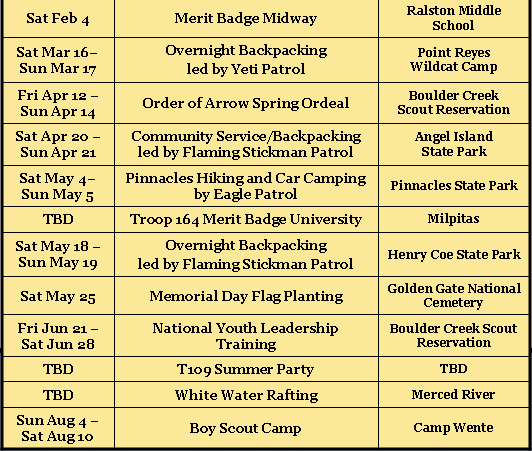 Sat Feb 4
Merit Badge Midway
Ralston Middle
School
Sat Mar 16–
Sun Mar 17
Overnight Backpacking
led by Yeti Patrol
Point Reyes
Wildcat Camp
Fri Apr 12 –
Sun Apr 14
Order of Arrow Spring Ordeal
Boulder Creek
Scout Reservation
Sat Apr 20 –
Sun Apr 21
Community Service/Backpacking
led by Flaming Stickman Patrol
Angel Island
State Park
Sat May 4–
Sun May 5
Pinnacles Hiking and Car Camping
by Eagle Patrol
Pinnacles State Park
TBD
Troop 164 Merit Badge University
Milpitas
Sat May 18 –
Sun May 19
Overnight Backpacking
led by Flaming Stickman Patrol
Henry Coe State Park
Sat May 25
Memorial Day Flag Planting
Golden Gate National
Cemetery
Fri Jun 21 –
Sat Jun 28
National Youth Leadership
Training
Boulder Creek Scout
Reservation
TBD
T109 Summer Party
TBD
TBD
White Water Rafting
Merced River
Sun Aug 4 –
Sat Aug 10
Boy Scout Camp
Camp Wente